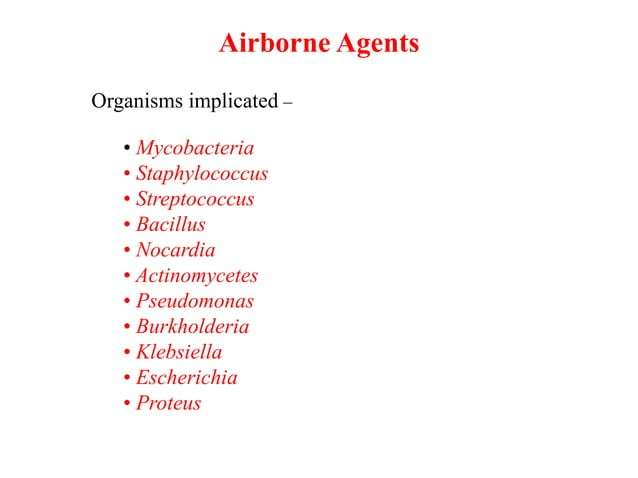 Airborne Agents
Organisms implicated –
• Mycobacteria
• Staphylococcus
• Streptococcus
• Bacillus
• Nocardia
• Actinomycetes
• Pseudomonas
• Burkholderia
• Klebsiella
• Escherichia
• Proteus